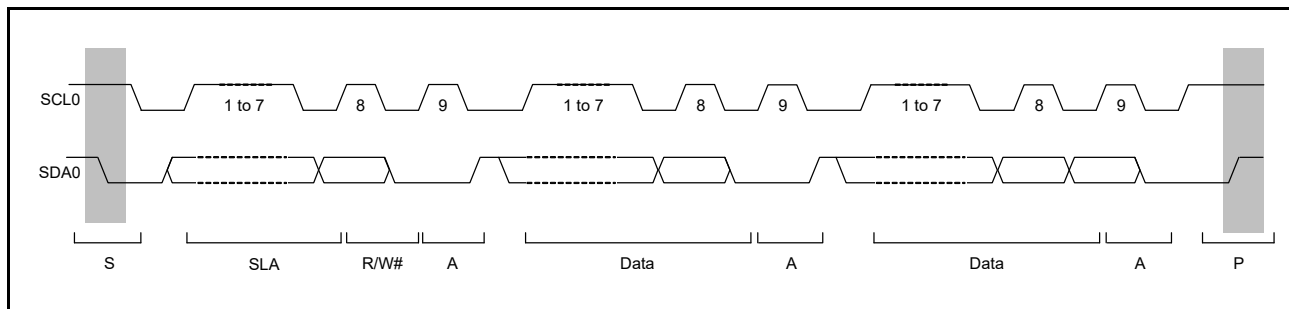 SCL0 1 to 7 8 9 1 to 7 8 9 1 to 7 8 9
SDA0
S SLA R/W# A Data A Data A P